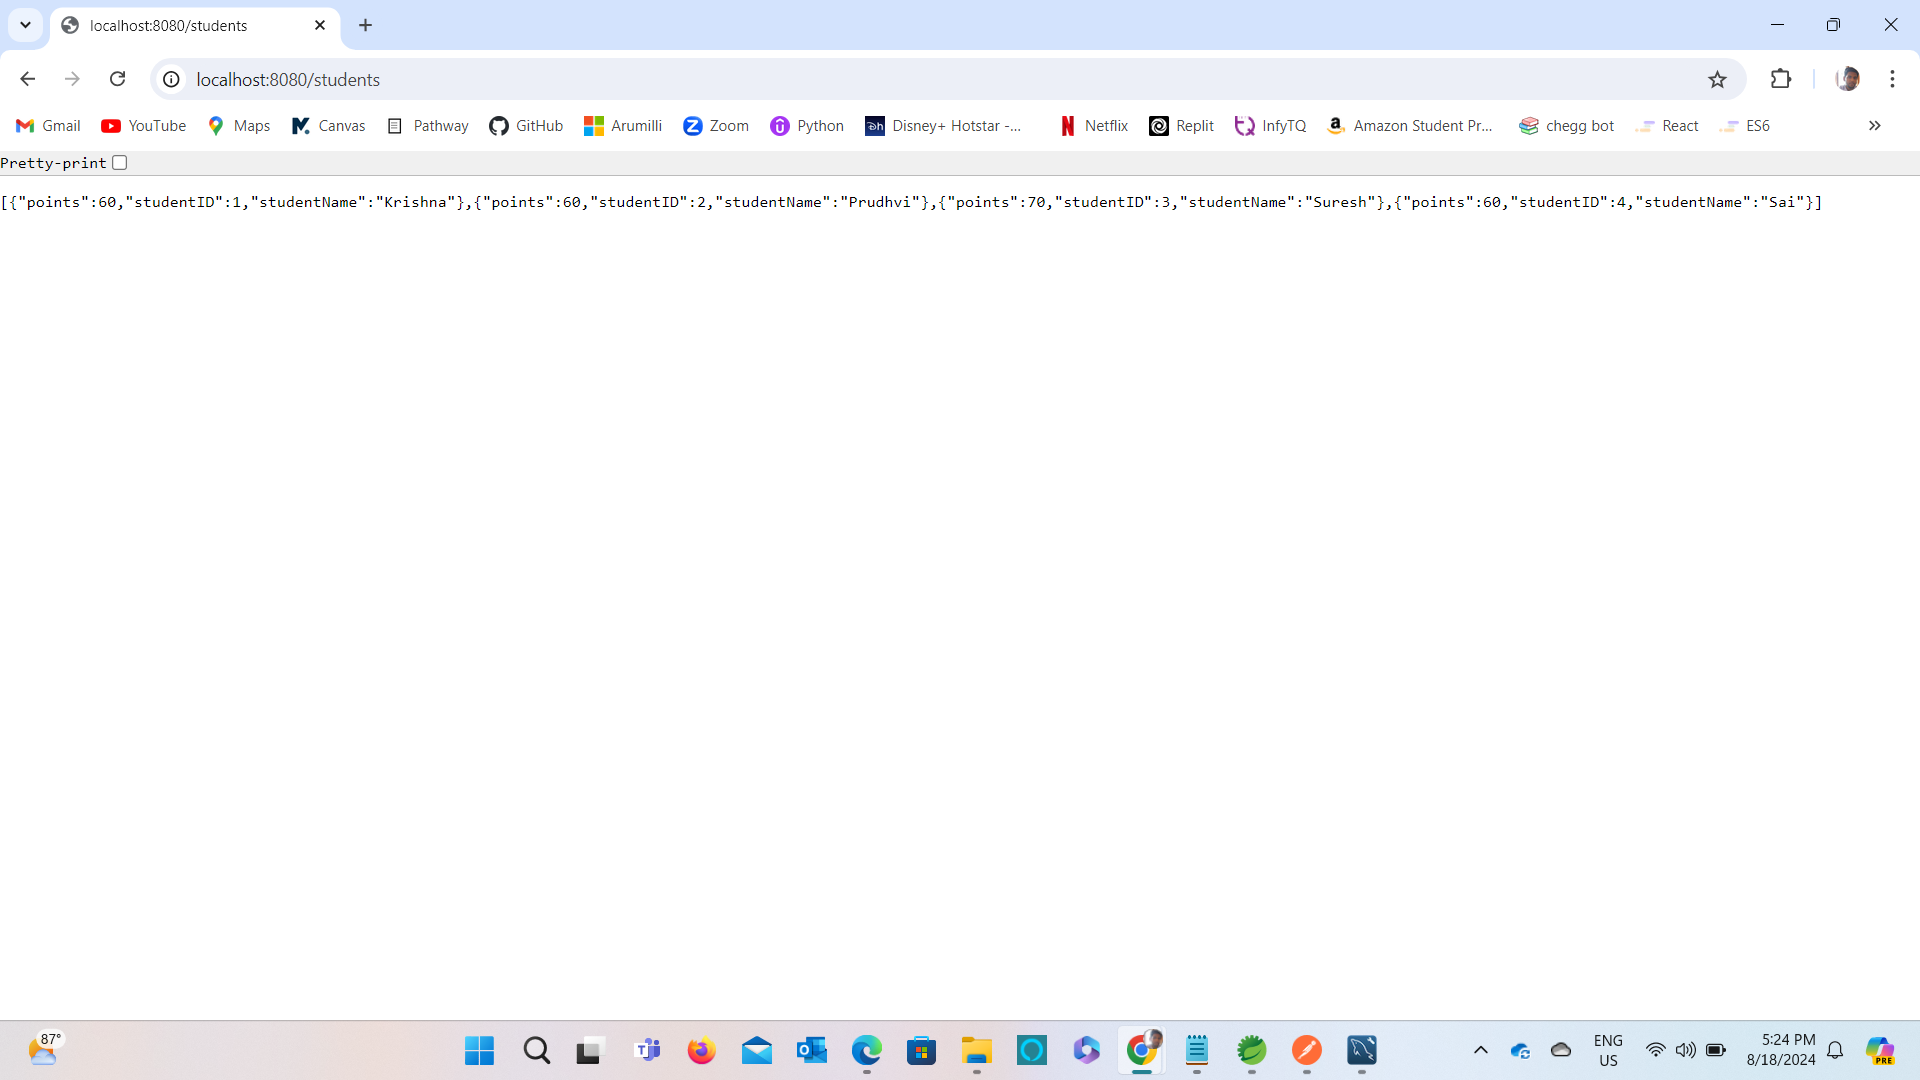 localhost:8080/students
localhost:8080/students
Gmail YouTube Maps Canvas Pathway GitHub Arumilli Zoom Python Disney+ Hotstar -... Netflix Replit InfyTQ Amazon Student Pr... chegg bot React ES6
Pretty-print
[{"points":60,"studentID":1,"studentName":"Krishna"},{"points":60,"studentID":2,"studentName":"Prudhvi"},{"points":70,"studentID":3,"studentName":"Suresh"},{"points":60,"studentID":4,"studentName":"Sai"}]
87°
ENG 5:24 PM
US 8/18/2024
PRE